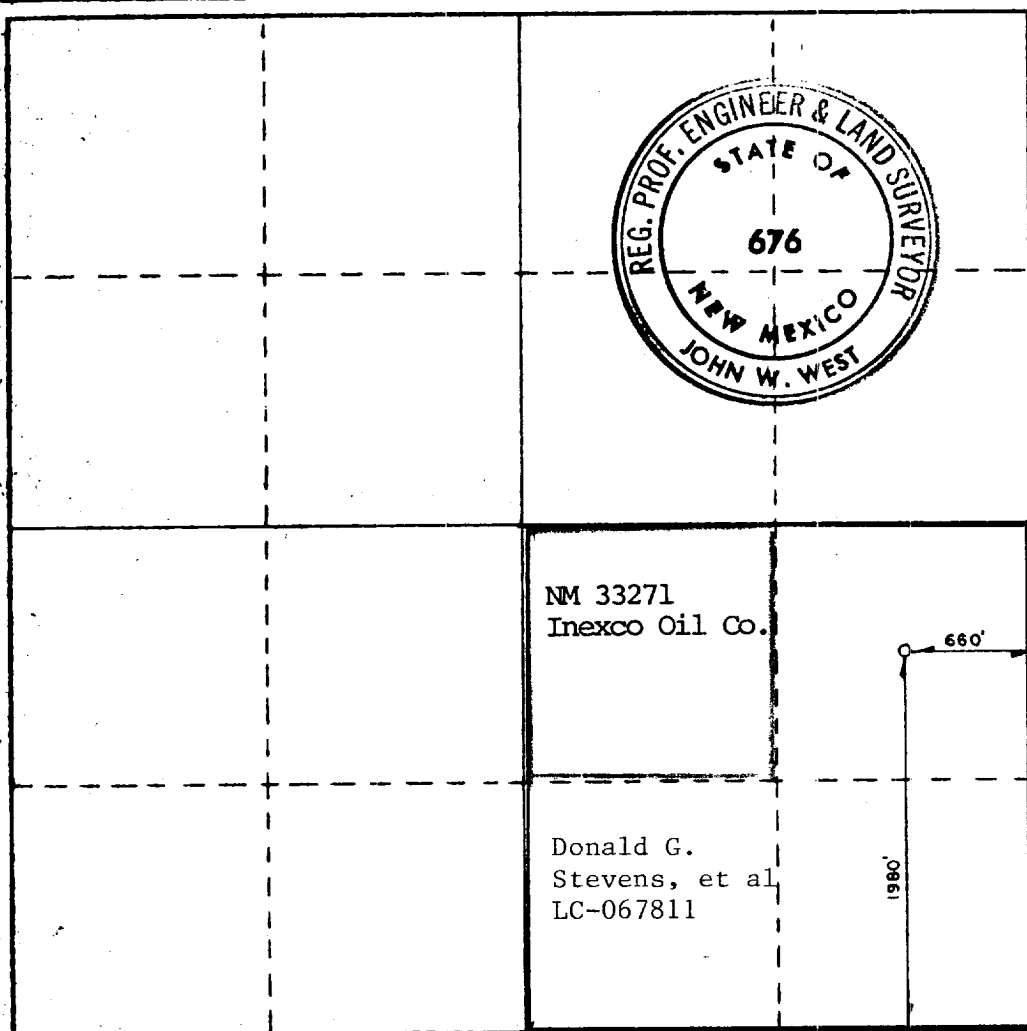 REG. PROF. ENGINEER & LAND SURVEYOR
STATE OF
676
NEW MEXICO
JOHN W. WEST
NM 33271
Inexco Oil Co.
660'
Donald G.
Stevens, et al
LC-067811
1980'